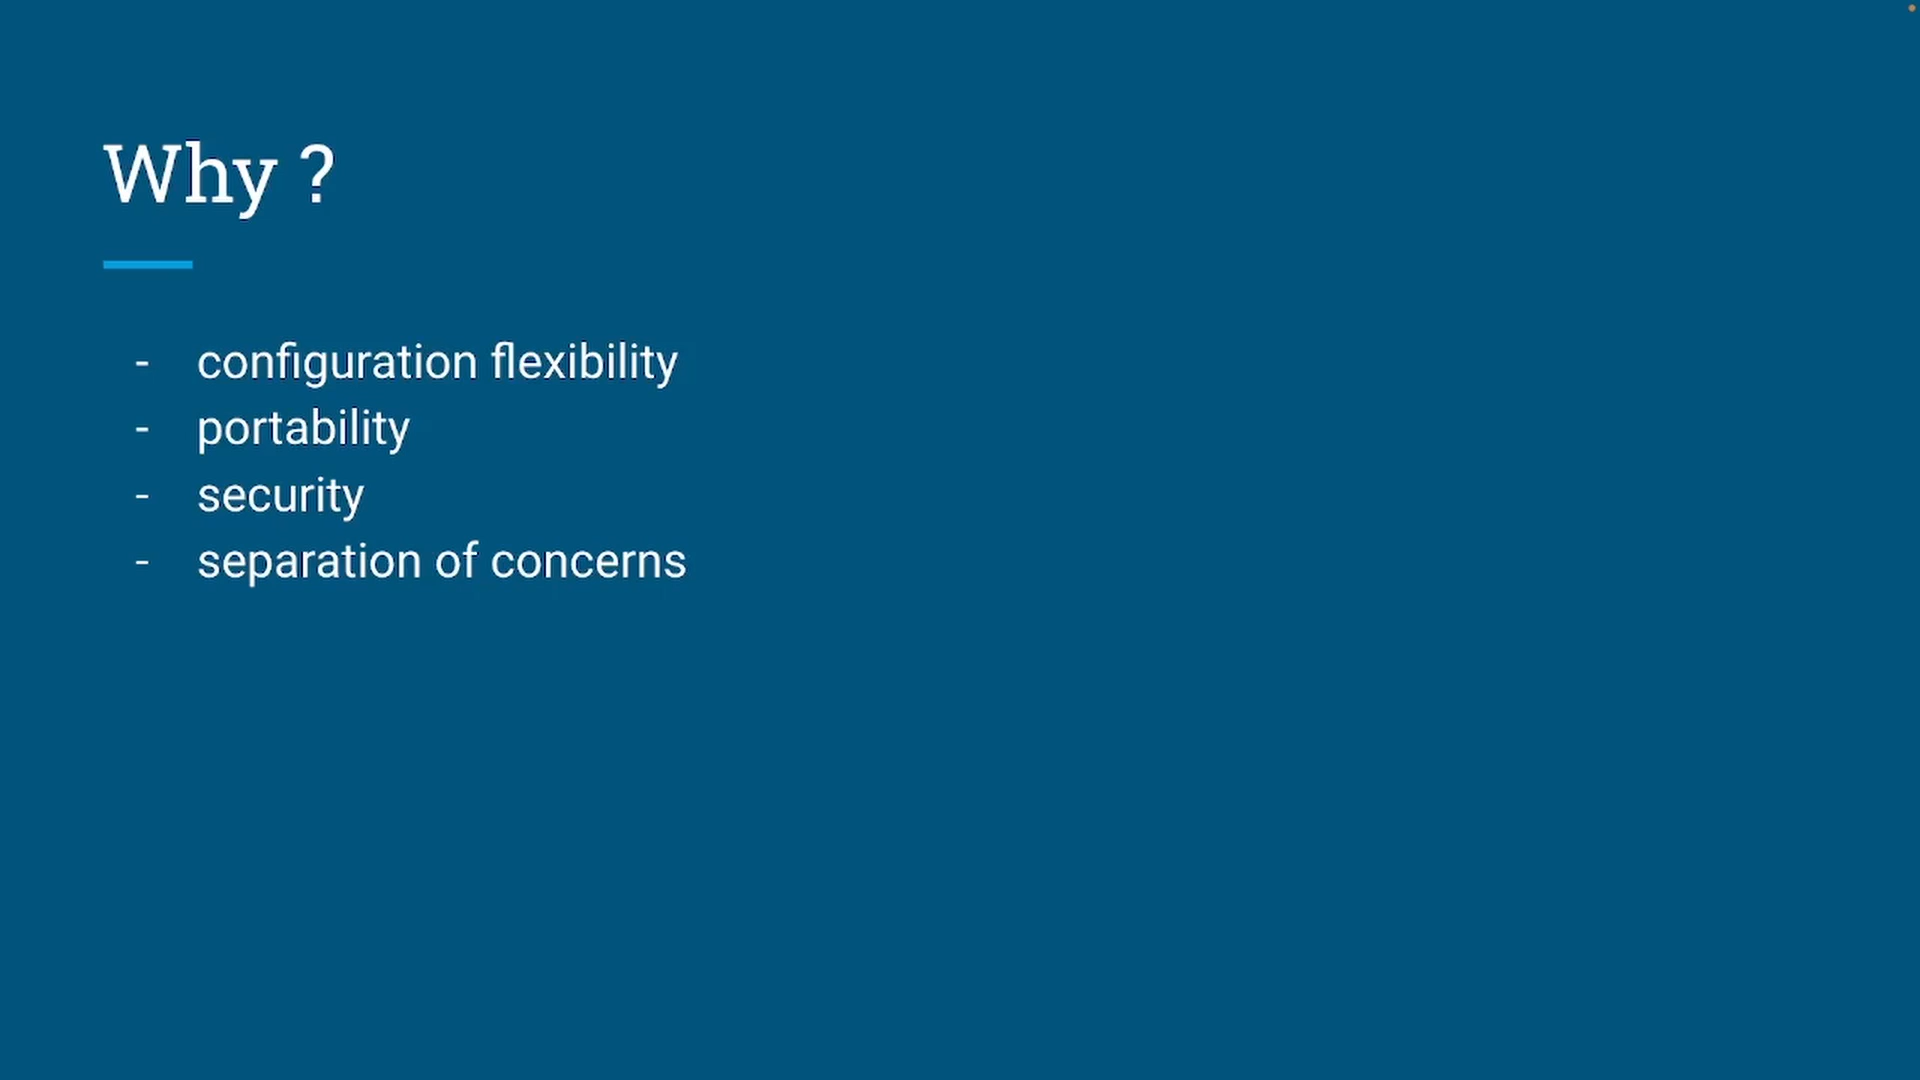 Why ?
- configuration flexibility
- portability
- security
- separation of concerns